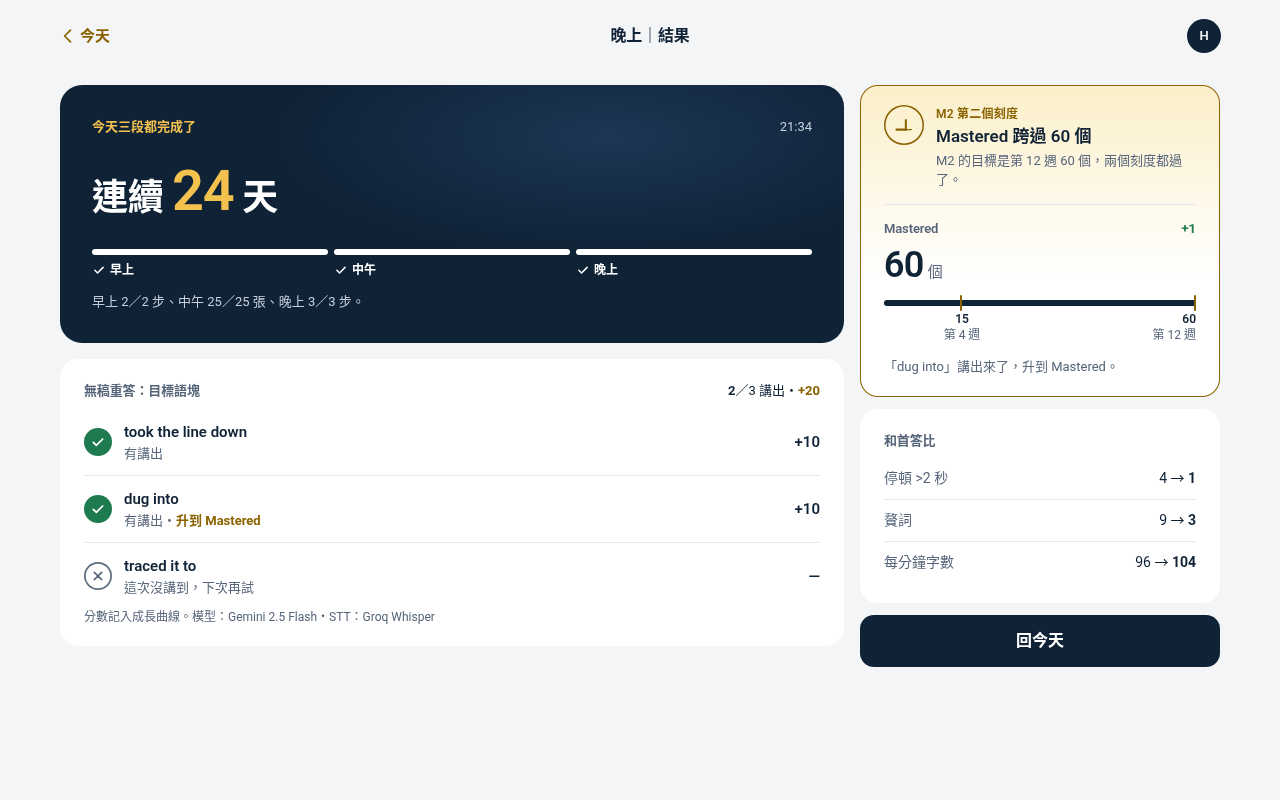 今天
晚上｜結果
H
今天三段都完成了
21:34
連續 24 天
早上
中午
晚上
早上 2／2 步、中午 25／25 張、晚上 3／3 步。
無稿重答：目標語塊
2／3 講出・+20
took the line down
有講出
+10
dug into
有講出・升到 Mastered
+10
traced it to
這次沒講到，下次再試
—
分數記入成長曲線。模型：Gemini 2.5 Flash・STT：Groq Whisper
M2 第二個刻度
Mastered 跨過 60 個
M2 的目標是第 12 週 60 個，兩個刻度都過
了。
Mastered
+1
60 個
15
60
第 4 週
第 12 週
「dug into」講出來了，升到 Mastered。
和首答比
停頓 >2 秒
4 → 1
贅詞
9 → 3
每分鐘字數
96 → 104
回今天